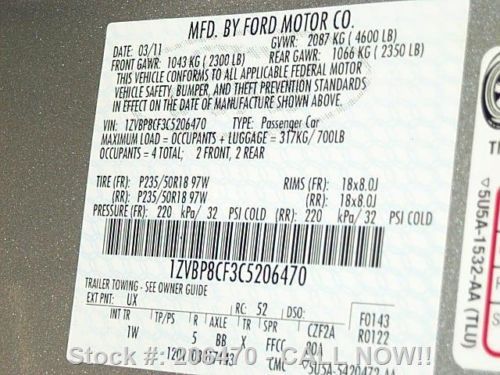 MFD. BY FORD MOTOR CO.
DATE: 03/11 GVWR: 2087 KG ( 4600 LB)
FRONT GAWR: 1043 KG ( 2300 LB) REAR GAWR: 1066 KG ( 2350 LB)
THIS VEHICLE CONFORMS TO ALL APPLICABLE FEDERAL MOTOR
VEHICLE SAFETY, BUMPER, AND THEFT PREVENTION STANDARDS
IN EFFECT ON THE DATE OF MANUFACTURE SHOWN ABOVE.
VIN: 1ZVBP8CF3C5206470 TYPE: Passenger Car
MAXIMUM LOAD = OCCUPANTS + LUGGAGE = 317KG/ 700LB
OCCUPANTS = 4 TOTAL; 2 FRONT, 2 REAR
TIRE (FR): P235/50R18 97W RIMS (FR): 18x8.0J
(RR): P235/50R18 97W (RR): 18x8.0J
PRESSURE (FR): 220 kPa/ 32 PSI COLD (RR): 220 kPa/ 32 PSI COLD
1ZVBP8CF3C5206470
TRAILER TOWING - SEE OWNER GUIDE
EXT PNT: UX RC: 52 DSO: F0143
INT TR TP/PS R AXLE TR SPR CZF2A R0122
1W 5 BB X FFCC
5U5A-1532-AA (TLU)
Stock #: 206470 - CALL NOW!!